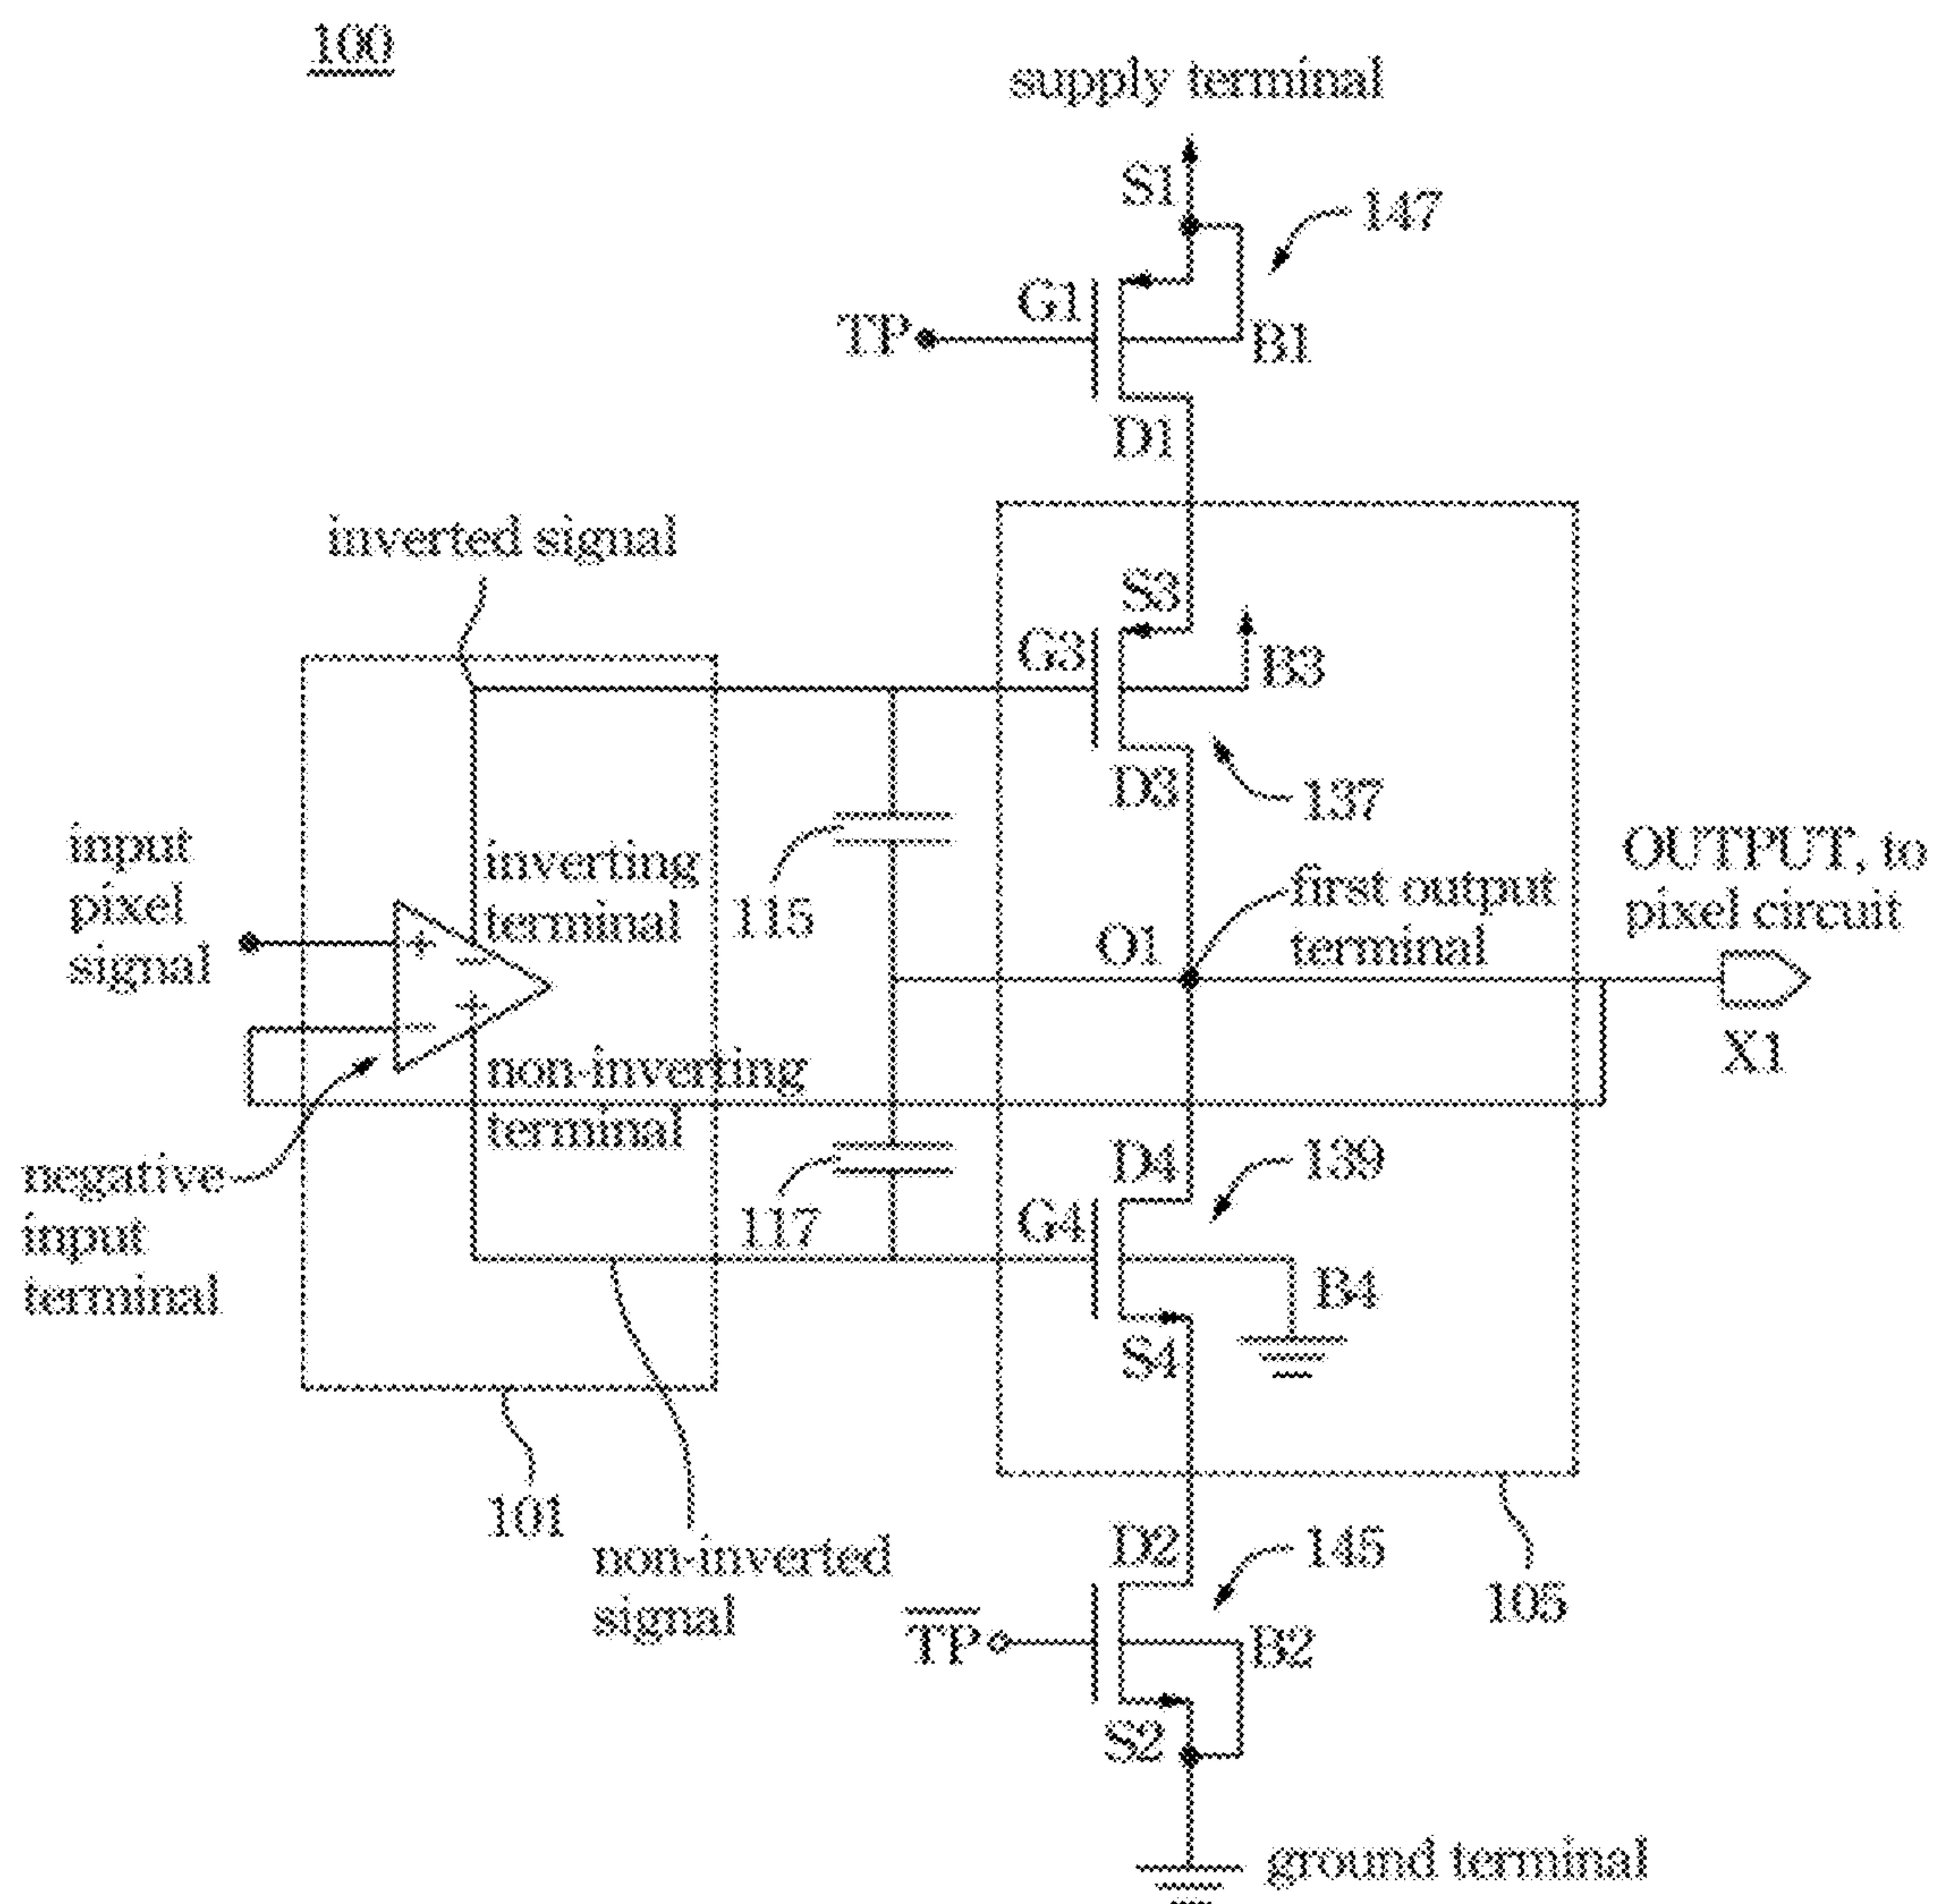 100
supply terminal
S1
147
G1
TP
B1
D1
inverted signal
S3
G3
B3
D3
137
input
pixel
signal
+
−
+
−
inverting
terminal
115
first output
terminal
O1
OUTPUT, to
pixel circuit
X1
non-inverting
terminal
negative
input
terminal
117
D4
139
G4
B4
S4
101
non-inverted
signal
D2
145
105
T̅P̅
B2
S2
ground terminal